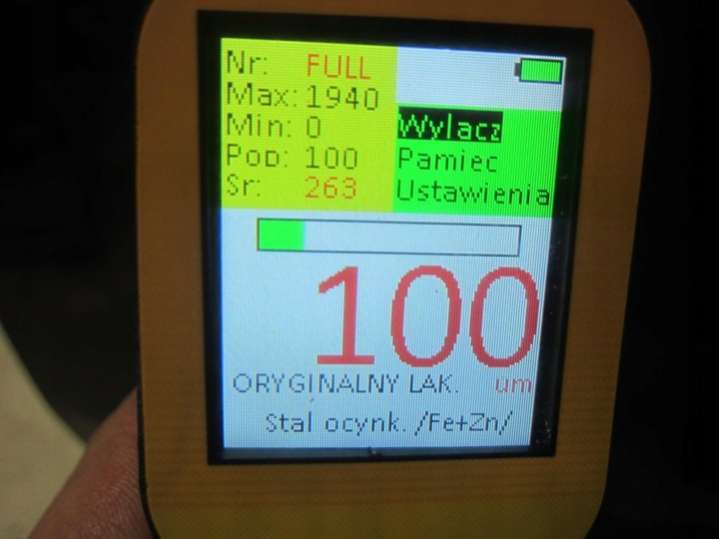 Nr: FULL
Max: 1940
Min: 0
Pop: 100
Sr: 263
Wylacz
Pamiec
Ustawienia
100
ORYGINALNY LAK. um
Stal ocynk. /Fe+Zn/